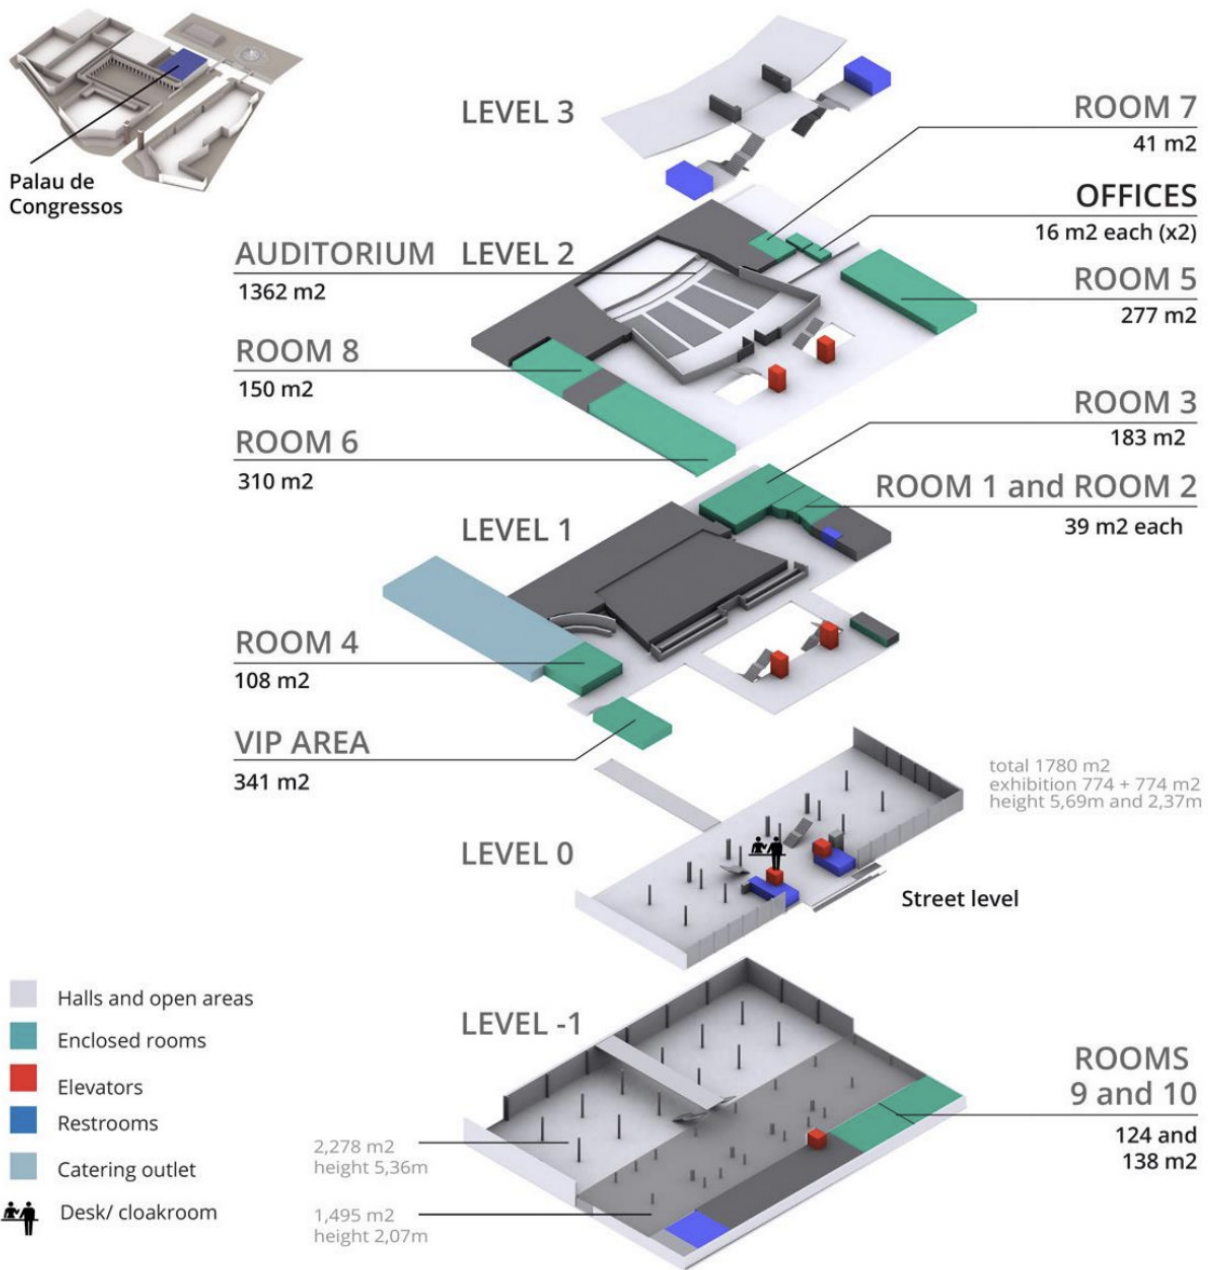 Palau de
Congressos
LEVEL 3
ROOM 7
41 m2
OFFICES
16 m2 each (x2)
AUDITORIUM
1362 m2
LEVEL 2
ROOM 5
277 m2
ROOM 8
150 m2
ROOM 6
310 m2
ROOM 3
183 m2
ROOM 1 and ROOM 2
39 m2 each
LEVEL 1
ROOM 4
108 m2
VIP AREA
341 m2
total 1780 m2
exhibition 774 + 774 m2
height 5,69m and 2,37m
LEVEL 0
Street level
LEVEL -1
ROOMS
9 and 10
124 and
138 m2
2,278 m2
height 5,36m
1,495 m2
height 2,07m
Halls and open areas
Enclosed rooms
Elevators
Restrooms
Catering outlet
Desk/ cloakroom